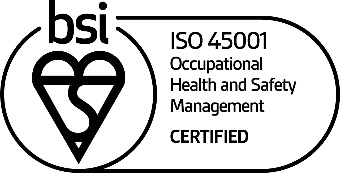 bsi
ISO 45001
Occupational
Health and Safety
Management
CERTIFIED